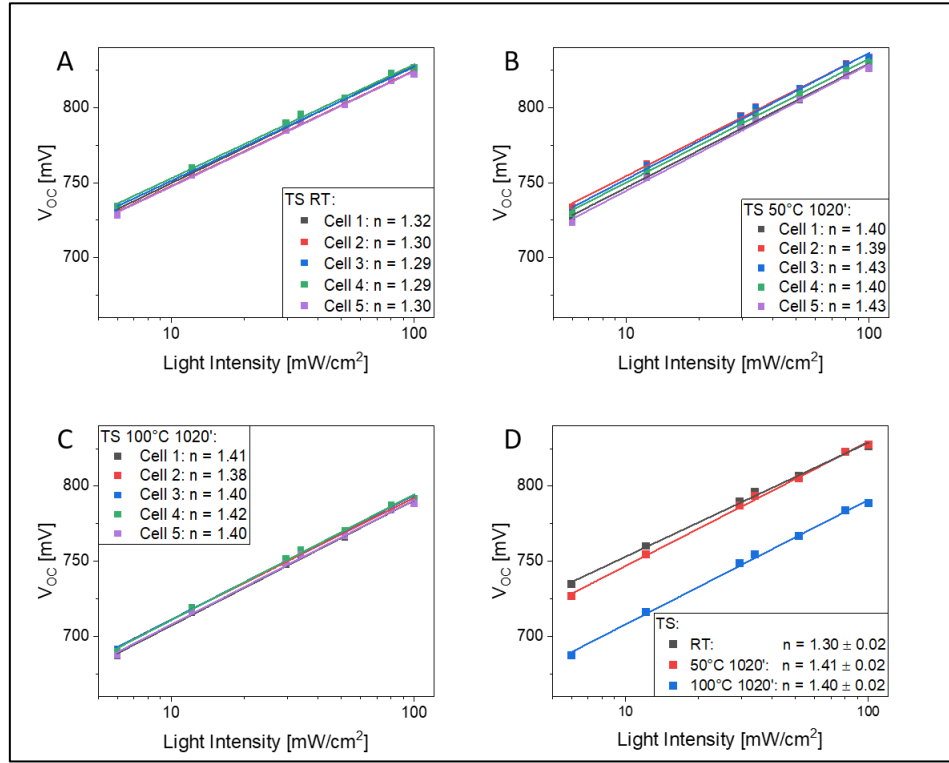 A
V_OC [mV]
800
750
700
TS RT:
Cell 1: n = 1.32
Cell 2: n = 1.30
Cell 3: n = 1.29
Cell 4: n = 1.29
Cell 5: n = 1.30
10
100
Light Intensity [mW/cm²]
B
V_OC [mV]
800
750
700
TS 50°C 1020':
Cell 1: n = 1.40
Cell 2: n = 1.39
Cell 3: n = 1.43
Cell 4: n = 1.40
Cell 5: n = 1.43
10
100
Light Intensity [mW/cm²]
C
V_OC [mV]
800
750
700
TS 100°C 1020':
Cell 1: n = 1.41
Cell 2: n = 1.38
Cell 3: n = 1.40
Cell 4: n = 1.42
Cell 5: n = 1.40
10
100
Light Intensity [mW/cm²]
D
V_OC [mV]
800
750
700
TS:
RT: n = 1.30 ± 0.02
50°C 1020': n = 1.41 ± 0.02
100°C 1020': n = 1.40 ± 0.02
10
100
Light Intensity [mW/cm²]